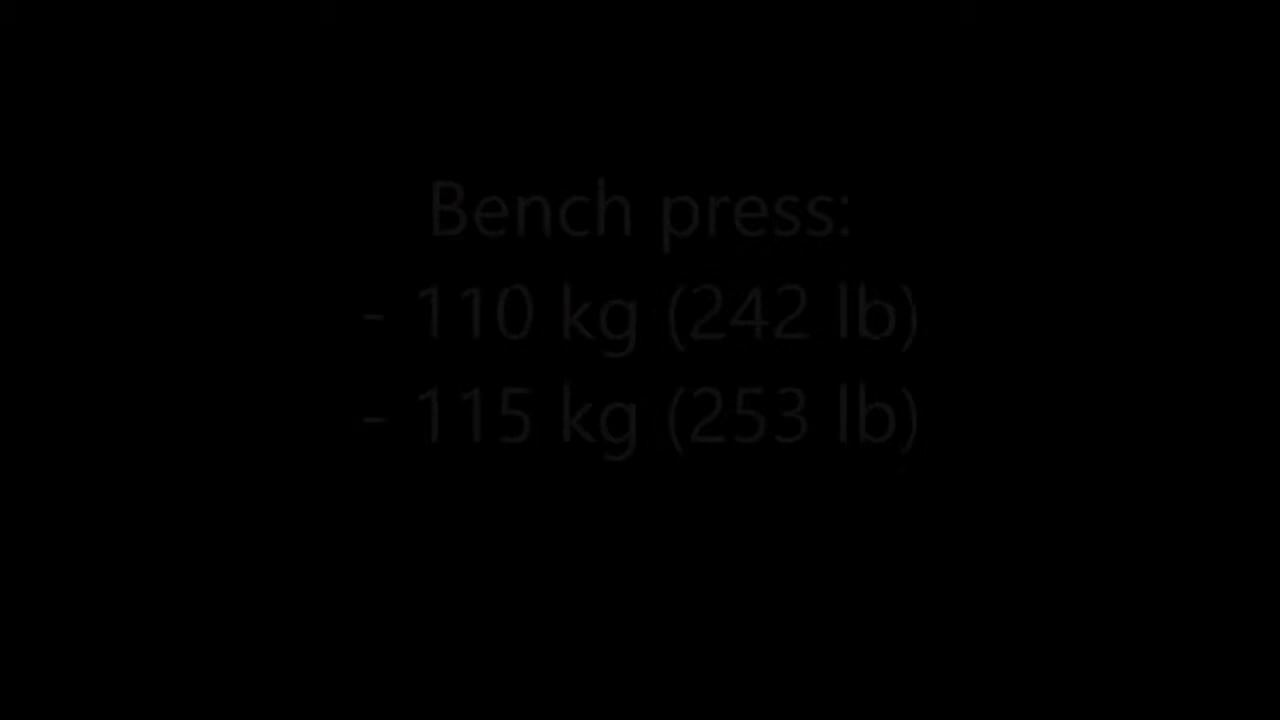 Bench press:
- 110 kg (242 lb)
- 115 kg (253 lb)